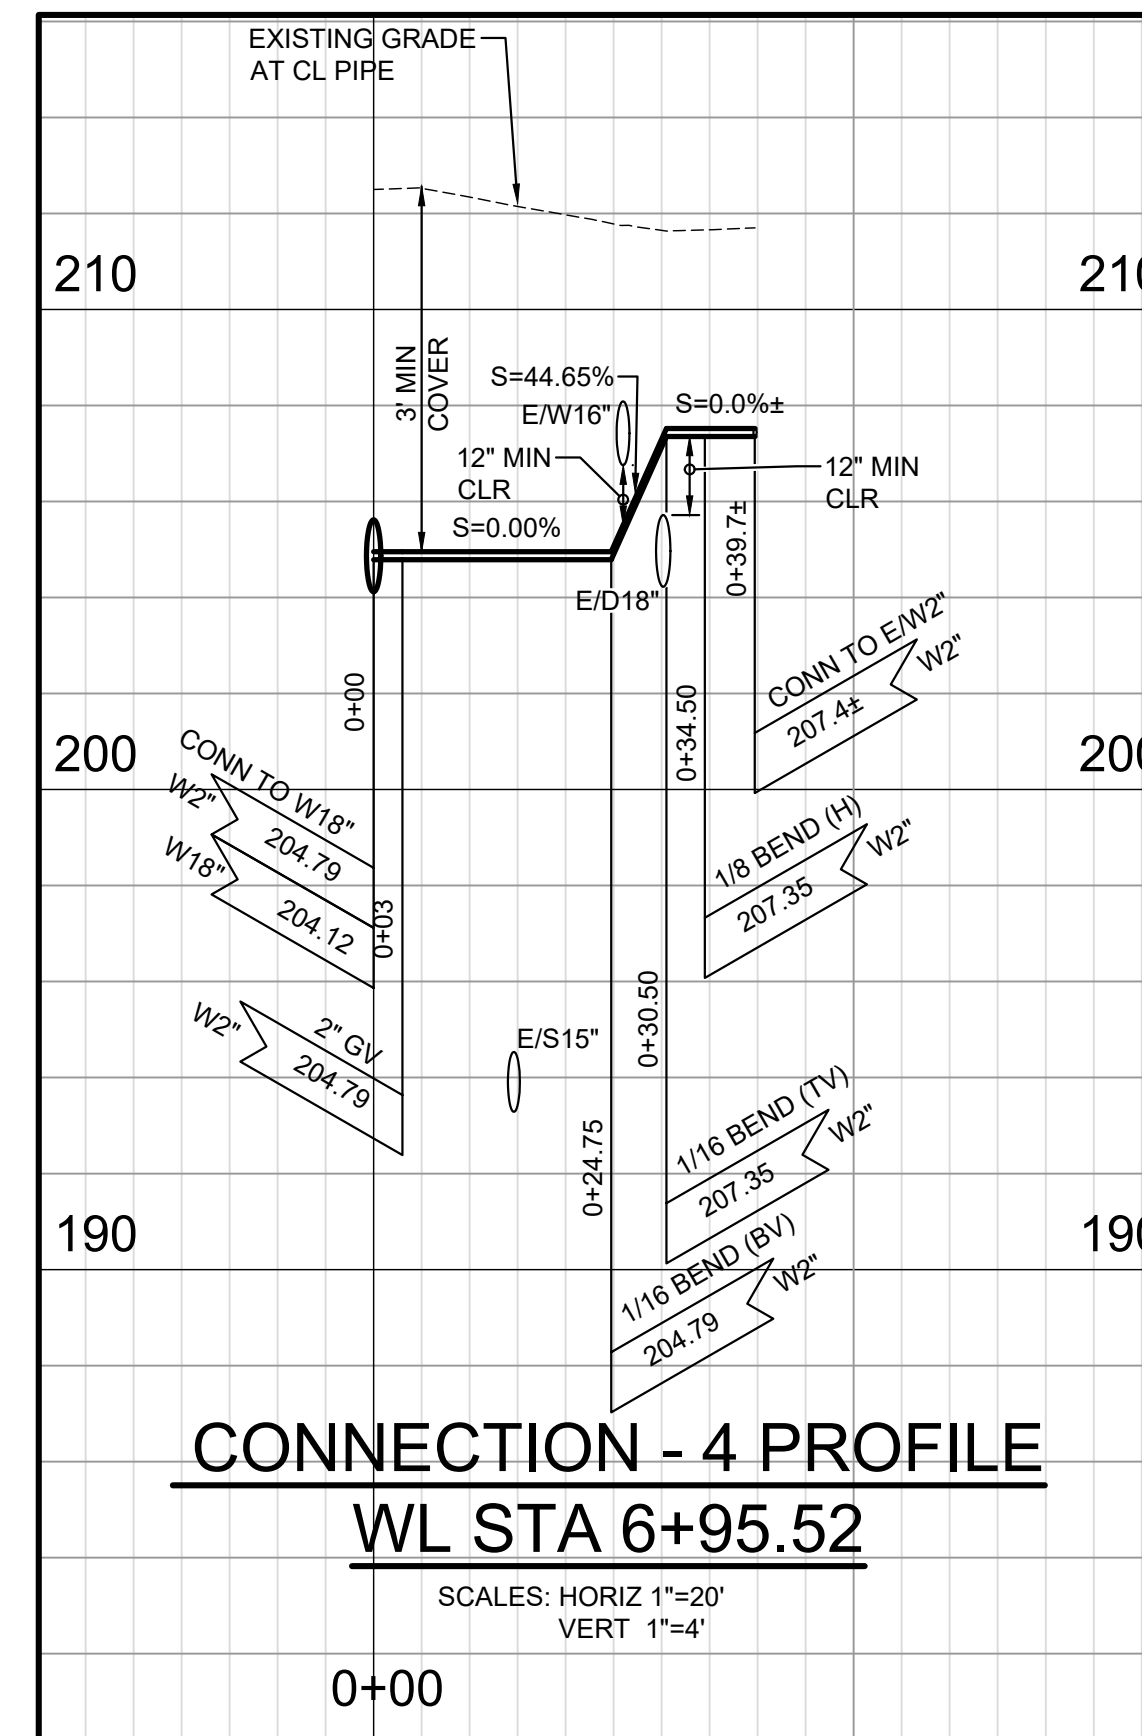 EXISTING GRADE
AT CL PIPE
210
210
3' MIN
COVER
S=44.65%
S=0.0%±
E/W16"
12" MIN
CLR
12" MIN
CLR
S=0.00%
0+39.7±
E/D18"
CONN TO E/W2"
W2"
207.4±
0+00
0+34.50
200
200
CONN TO W18"
W2"
204.79
W18"
204.12
0+03
1/8 BEND (H)
W2"
207.35
2" GV
W2"
204.79
E/S15"
0+30.50
0+24.75
1/16 BEND (TV)
W2"
207.35
190
190
1/16 BEND (BV)
W2"
204.79
CONNECTION - 4 PROFILE
WL STA 6+95.52
SCALES: HORIZ 1"=20'
VERT 1"=4'
0+00